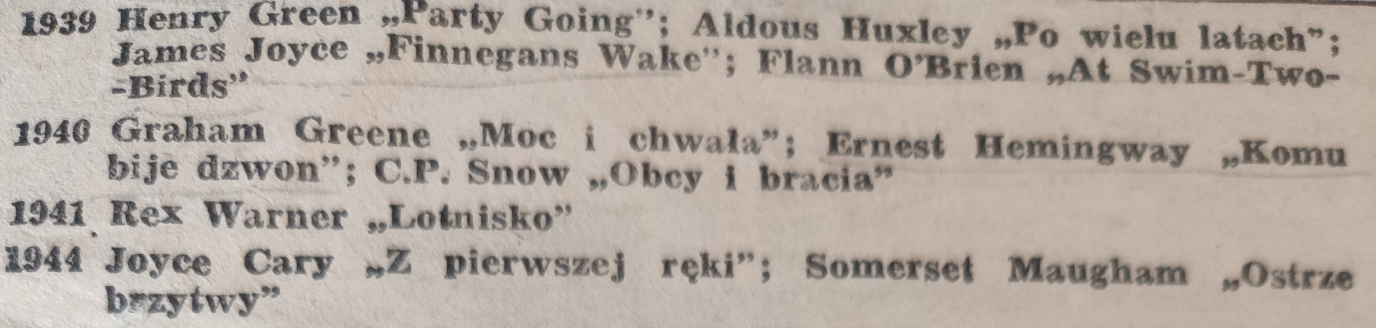 1939 Henry Green „Party Going”; Aldous Huxley „Po wielu latach”;
James Joyce „Finnegans Wake”; Flann O’Brien „At Swim-Two-
-Birds”
1940 Graham Greene „Moc i chwała”; Ernest Hemingway „Komu
bije dzwon”; C.P. Snow „Obcy i bracia”
1941 Rex Warner „Lotnisko”
1944 Joyce Cary „Z pierwszej ręki”; Somerset Maugham „Ostrze
brzytwy”